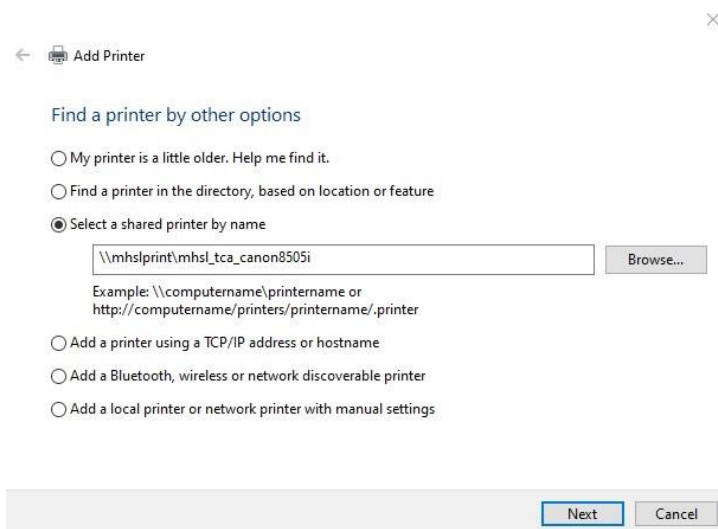 Add Printer
Find a printer by other options
My printer is a little older. Help me find it.
Find a printer in the directory, based on location or feature
Select a shared printer by name
\\mhslprint\mhsl_tca_canon8505i
Browse...
Example: \\computername\printername or
http://computername/printers/printername/.printer
Add a printer using a TCP/IP address or hostname
Add a Bluetooth, wireless or network discoverable printer
Add a local printer or network printer with manual settings
Next
Cancel